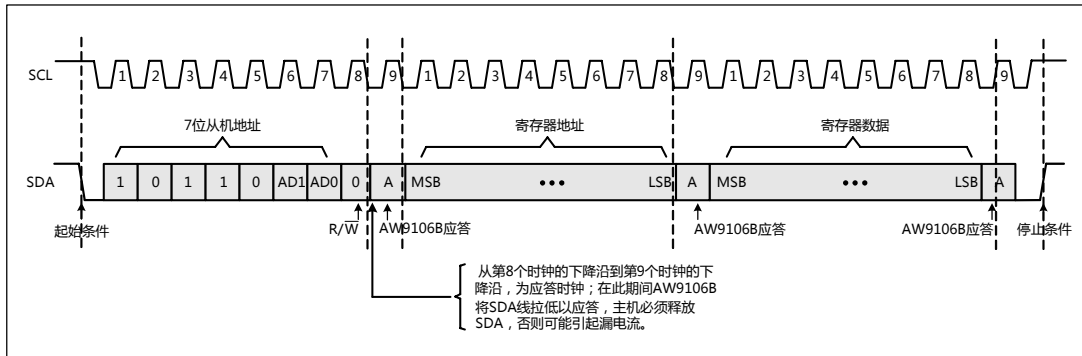 SCL 1 2 3 4 5 6 7 8 9 1 2 3 4 5 6 7 8 9 1 2 3 4 5 6 7 8 9
7位从机地址 寄存器地址 寄存器数据
SDA 1 0 1 1 0 AD1 AD0 0 A MSB ••• LSB A MSB ••• LSB A
起始条件 R/W̅ AW9106B应答 AW9106B应答 AW9106B应答 停止条件
从第8个时钟的下降沿到第9个时钟的下
降沿，为应答时钟；在此期间AW9106B
将SDA线拉低以应答，主机必须释放
SDA，否则可能引起漏电流。